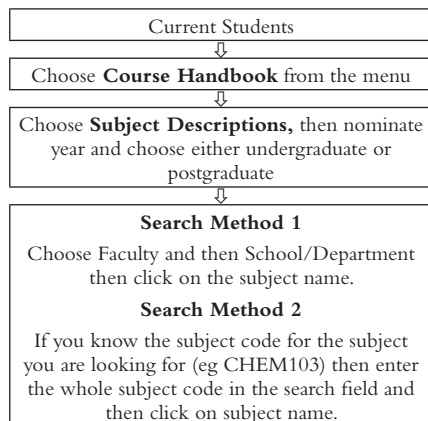 Current Students
Choose Course Handbook from the menu
Choose Subject Descriptions, then nominate
year and choose either undergraduate or
postgraduate
Search Method 1
Choose Faculty and then School/Department
then click on the subject name.
Search Method 2
If you know the subject code for the subject
you are looking for (eg CHEM103) then enter
the whole subject code in the search field and
then click on subject name.